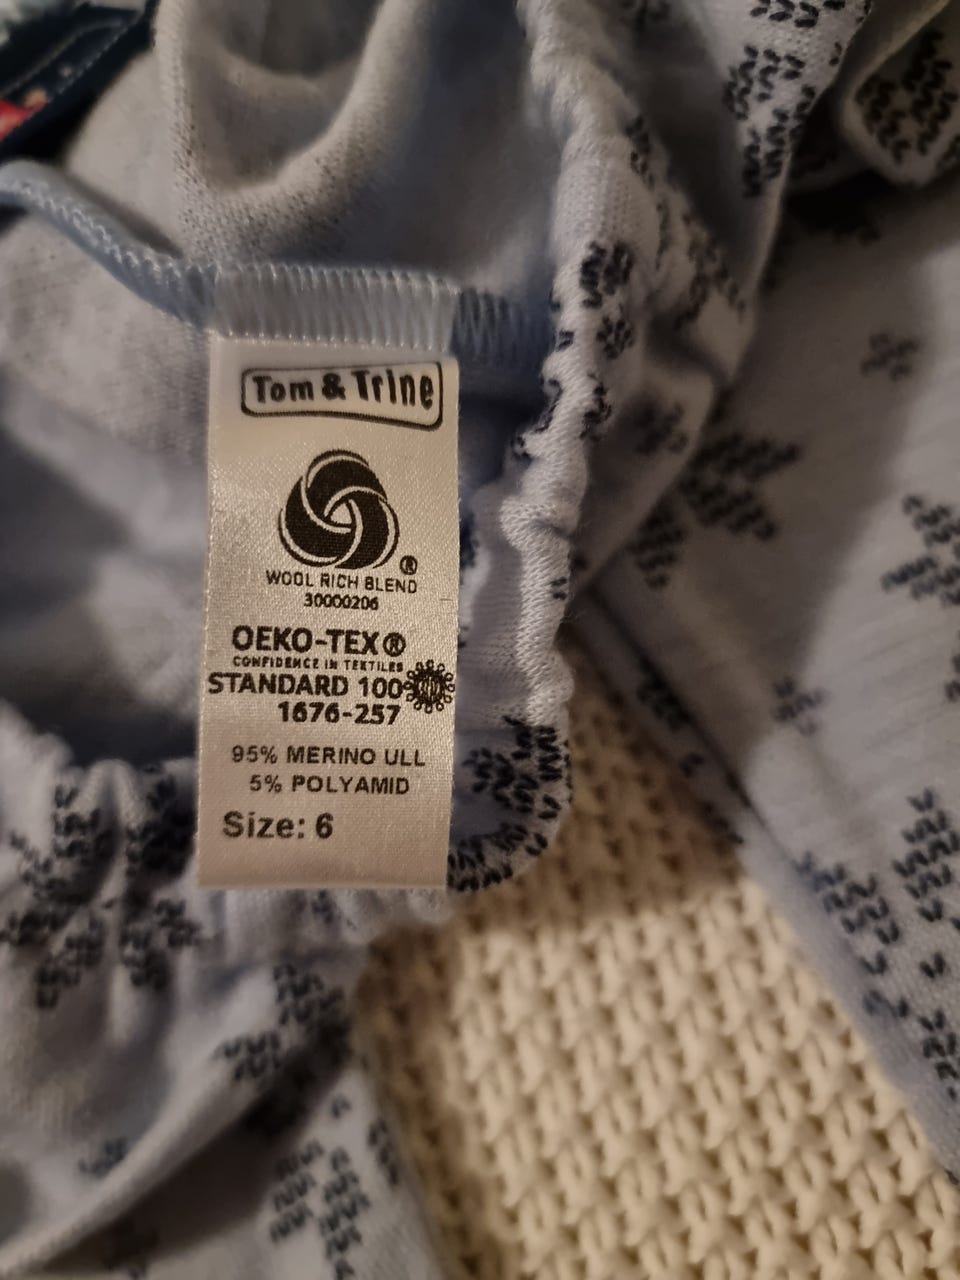 Tom & Trine
®
WOOL RICH BLEND
30000206
OEKO-TEX®
CONFIDENCE IN TEXTILES
STANDARD 100
1676-257
95% MERINO ULL
5% POLYAMID
Size: 6